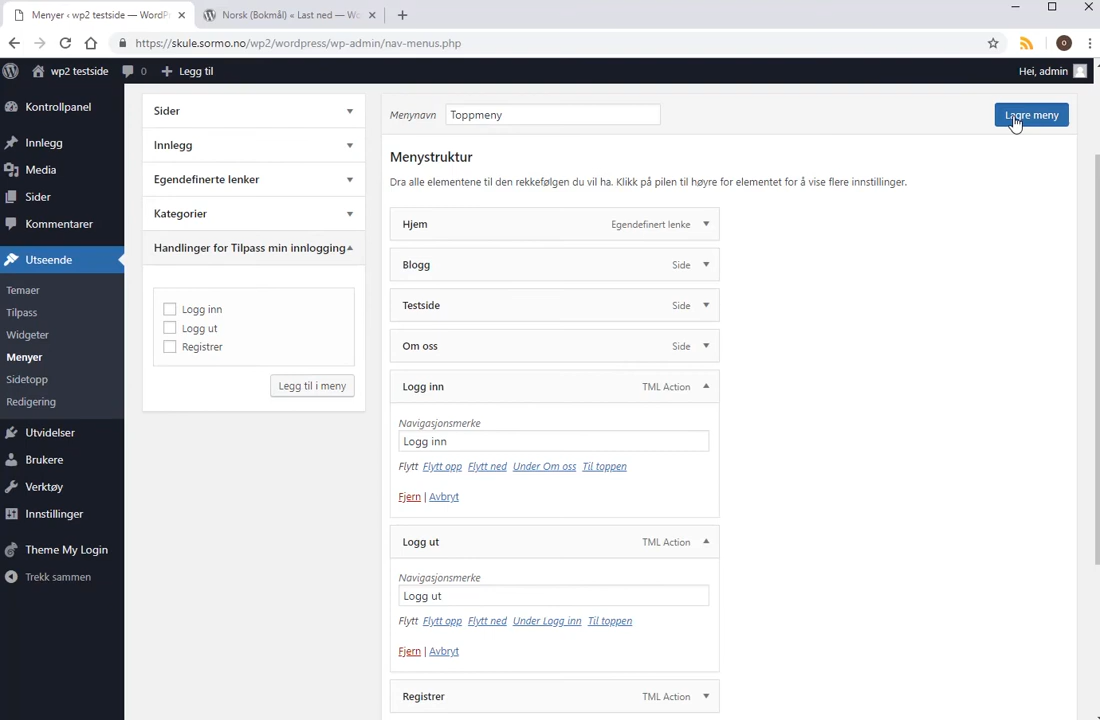 Menyer ‹ wp2 testside — WordP
Norsk (Bokmål) « Last ned — Wo
https://skule.sormo.no/wp2/wordpress/wp-admin/nav-menus.php
wp2 testside
0
Legg til
Hei, admin
Kontrollpanel
Innlegg
Media
Sider
Kommentarer
Utseende
Temaer
Tilpass
Widgeter
Menyer
Sidetopp
Redigering
Utvidelser
Brukere
Verktøy
Innstillinger
Theme My Login
Trekk sammen
Sider
Innlegg
Egendefinerte lenker
Kategorier
Handlinger for Tilpass min innlogging
Logg inn
Logg ut
Registrer
Legg til i meny
Menynavn
Toppmeny
Lagre meny
Menystruktur
Dra alle elementene til den rekkefølgen du vil ha. Klikk på pilen til høyre for elementet for å vise flere innstillinger.
Hjem Egendefinert lenke
Blogg Side
Testside Side
Om oss Side
Logg inn TML Action
Navigasjonsmerke
Logg inn
Flytt Flytt opp Flytt ned Under Om oss Til toppen
Fjern | Avbryt
Logg ut TML Action
Navigasjonsmerke
Logg ut
Flytt Flytt opp Flytt ned Under Logg inn Til toppen
Fjern | Avbryt
Registrer TML Action